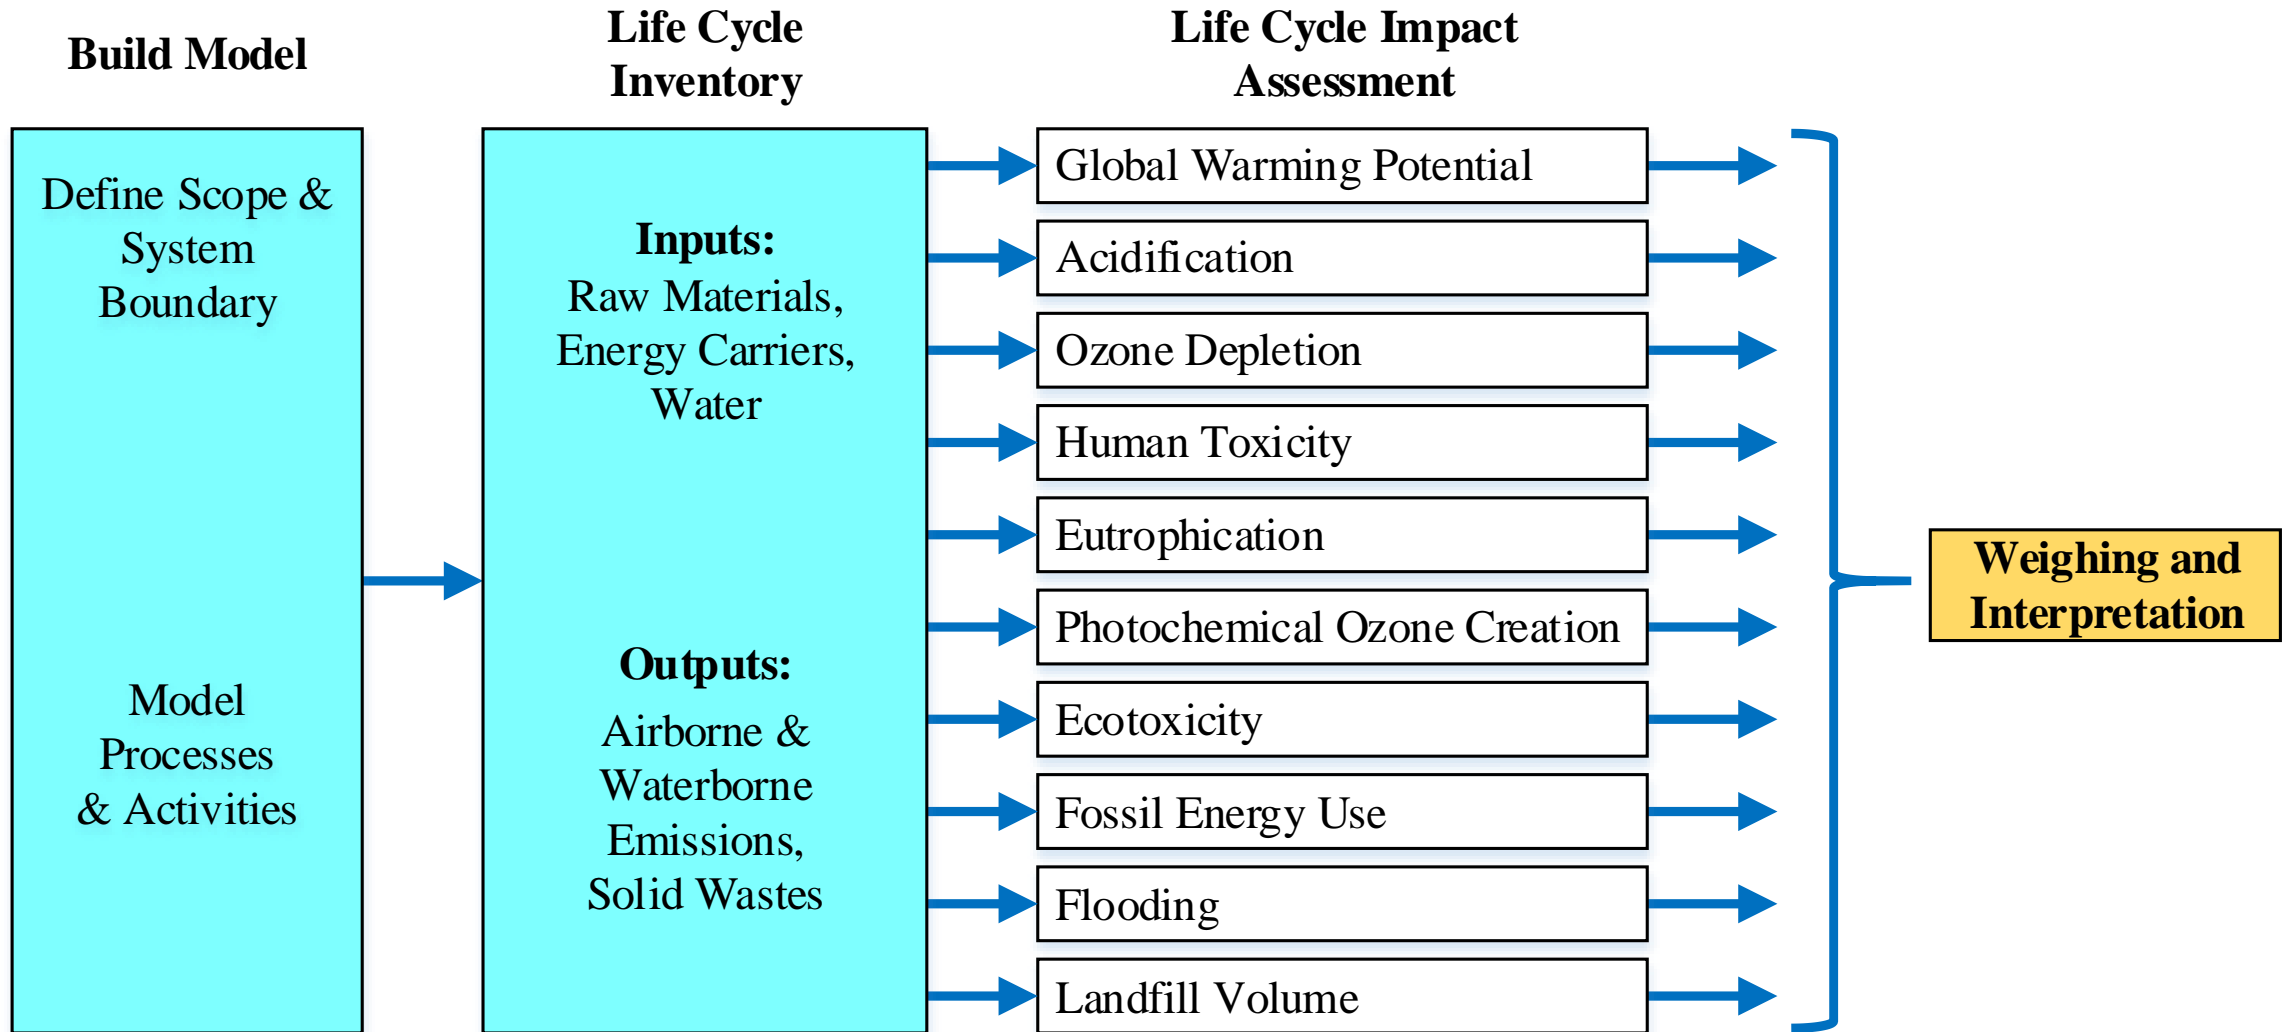 Build Model
Define Scope &
System
Boundary
Model
Processes
& Activities
Life Cycle
Inventory
Inputs:
Raw Materials,
Energy Carriers,
Water
Outputs:
Airborne &
Waterborne
Emissions,
Solid Wastes
Life Cycle Impact
Assessment
Global Warming Potential
Acidification
Ozone Depletion
Human Toxicity
Eutrophication
Photochemical Ozone Creation
Ecotoxicity
Fossil Energy Use
Flooding
Landfill Volume
Weighing and
Interpretation